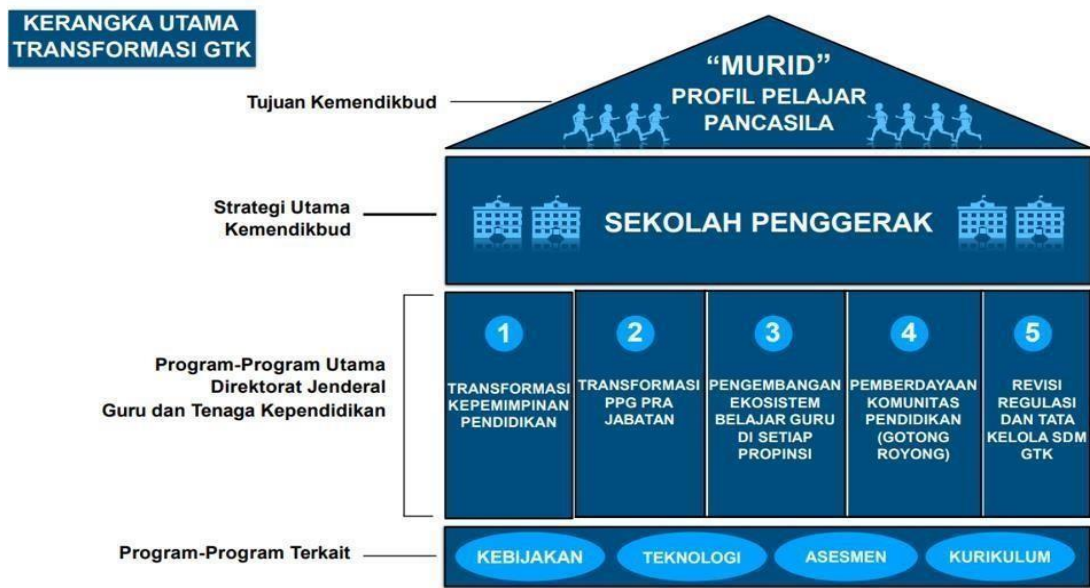 KERANGKA UTAMA
TRANSFORMASI GTK
“MURID”
PROFIL PELAJAR
PANCASILA
Tujuan Kemendikbud
Strategi Utama
Kemendikbud
SEKOLAH PENGGERAK
Program-Program Utama
Direktorat Jenderal
Guru dan Tenaga Kependidikan
1
TRANSFORMASI
KEPEMIMPINAN
PENDIDIKAN
2
TRANSFORMASI
PPG PRA
JABATAN
3
PENGEMBANGAN
EKOSISTEM
BELAJAR GURU
DI SETIAP
PROPINSI
4
PEMBERDAYAAN
KOMUNITAS
PENDIDIKAN
(GOTONG
ROYONG)
5
REVISI
REGULASI
DAN TATA
KELOLA SDM
GTK
Program-Program Terkait
KEBIJAKAN
TEKNOLOGI
ASESMEN
KURIKULUM